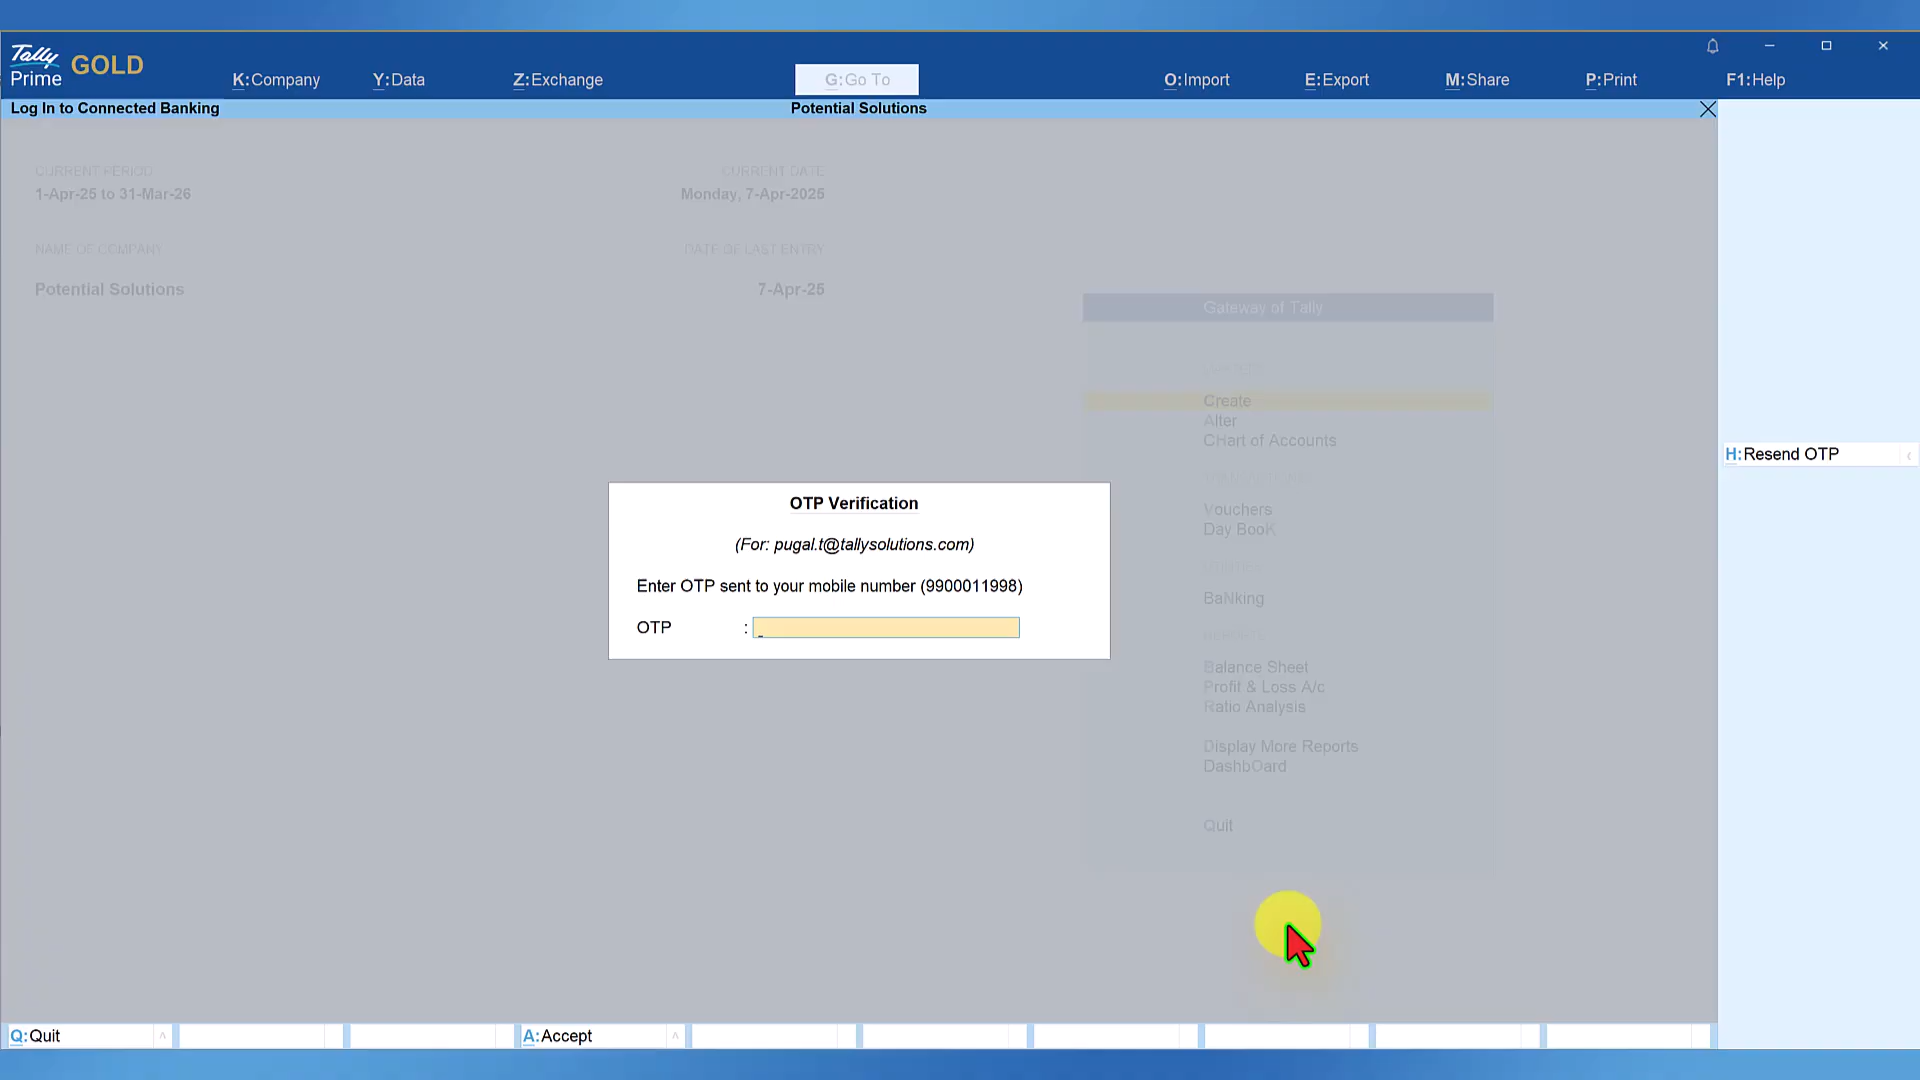 Tally
Prime GOLD
K:Company
Y:Data
Z:Exchange
G:Go To
O:Import
E:Export
M:Share
P:Print
F1:Help
Log In to Connected Banking
Potential Solutions
CURRENT PERIOD
CURRENT DATE
1-Apr-25 to 31-Mar-26
Monday, 7-Apr-2025
NAME OF COMPANY
DATE OF LAST ENTRY
Potential Solutions
7-Apr-25
Gateway of Tally
Create
Alter
CHart of Accounts
Vouchers
Day BooK
BaNking
REPORTS
Balance Sheet
Profit & Loss A/c
Ratio Analysis
Display More Reports
DashbOard
Quit
OTP Verification
(For: pugal.t@tallysolutions.com)
Enter OTP sent to your mobile number (9900011998)
OTP :
H:Resend OTP
Q:Quit
A:Accept